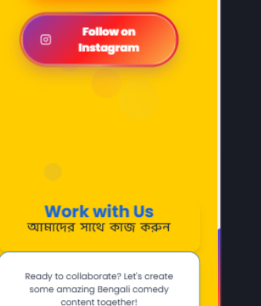 Follow on
Instagram
Work with Us
আমাদের সাথে কাজ করুন
Ready to collaborate? Let's create
some amazing Bengali comedy
content together!